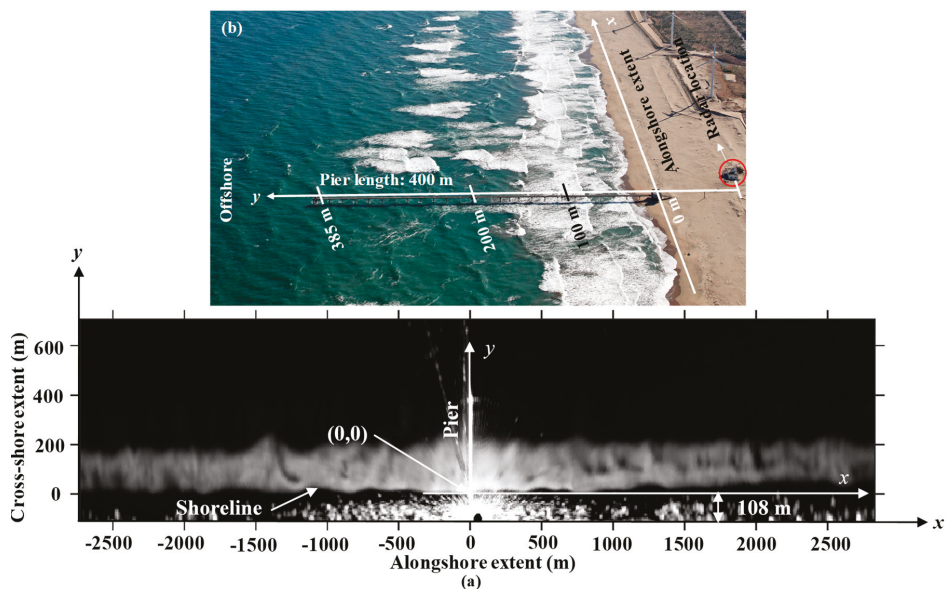 (b)
x
Alongshore extent
Radar location
Offshore
Pier length: 400 m
y
385 m
200 m
100 m
0 m
y
Cross-shore extent (m)
600
400
200
0
y
Pier
(0,0)
Shoreline
x
108 m
x
-2500 -2000 -1500 -1000 -500 0 500 1000 1500 2000 2500
Alongshore extent (m)
(a)